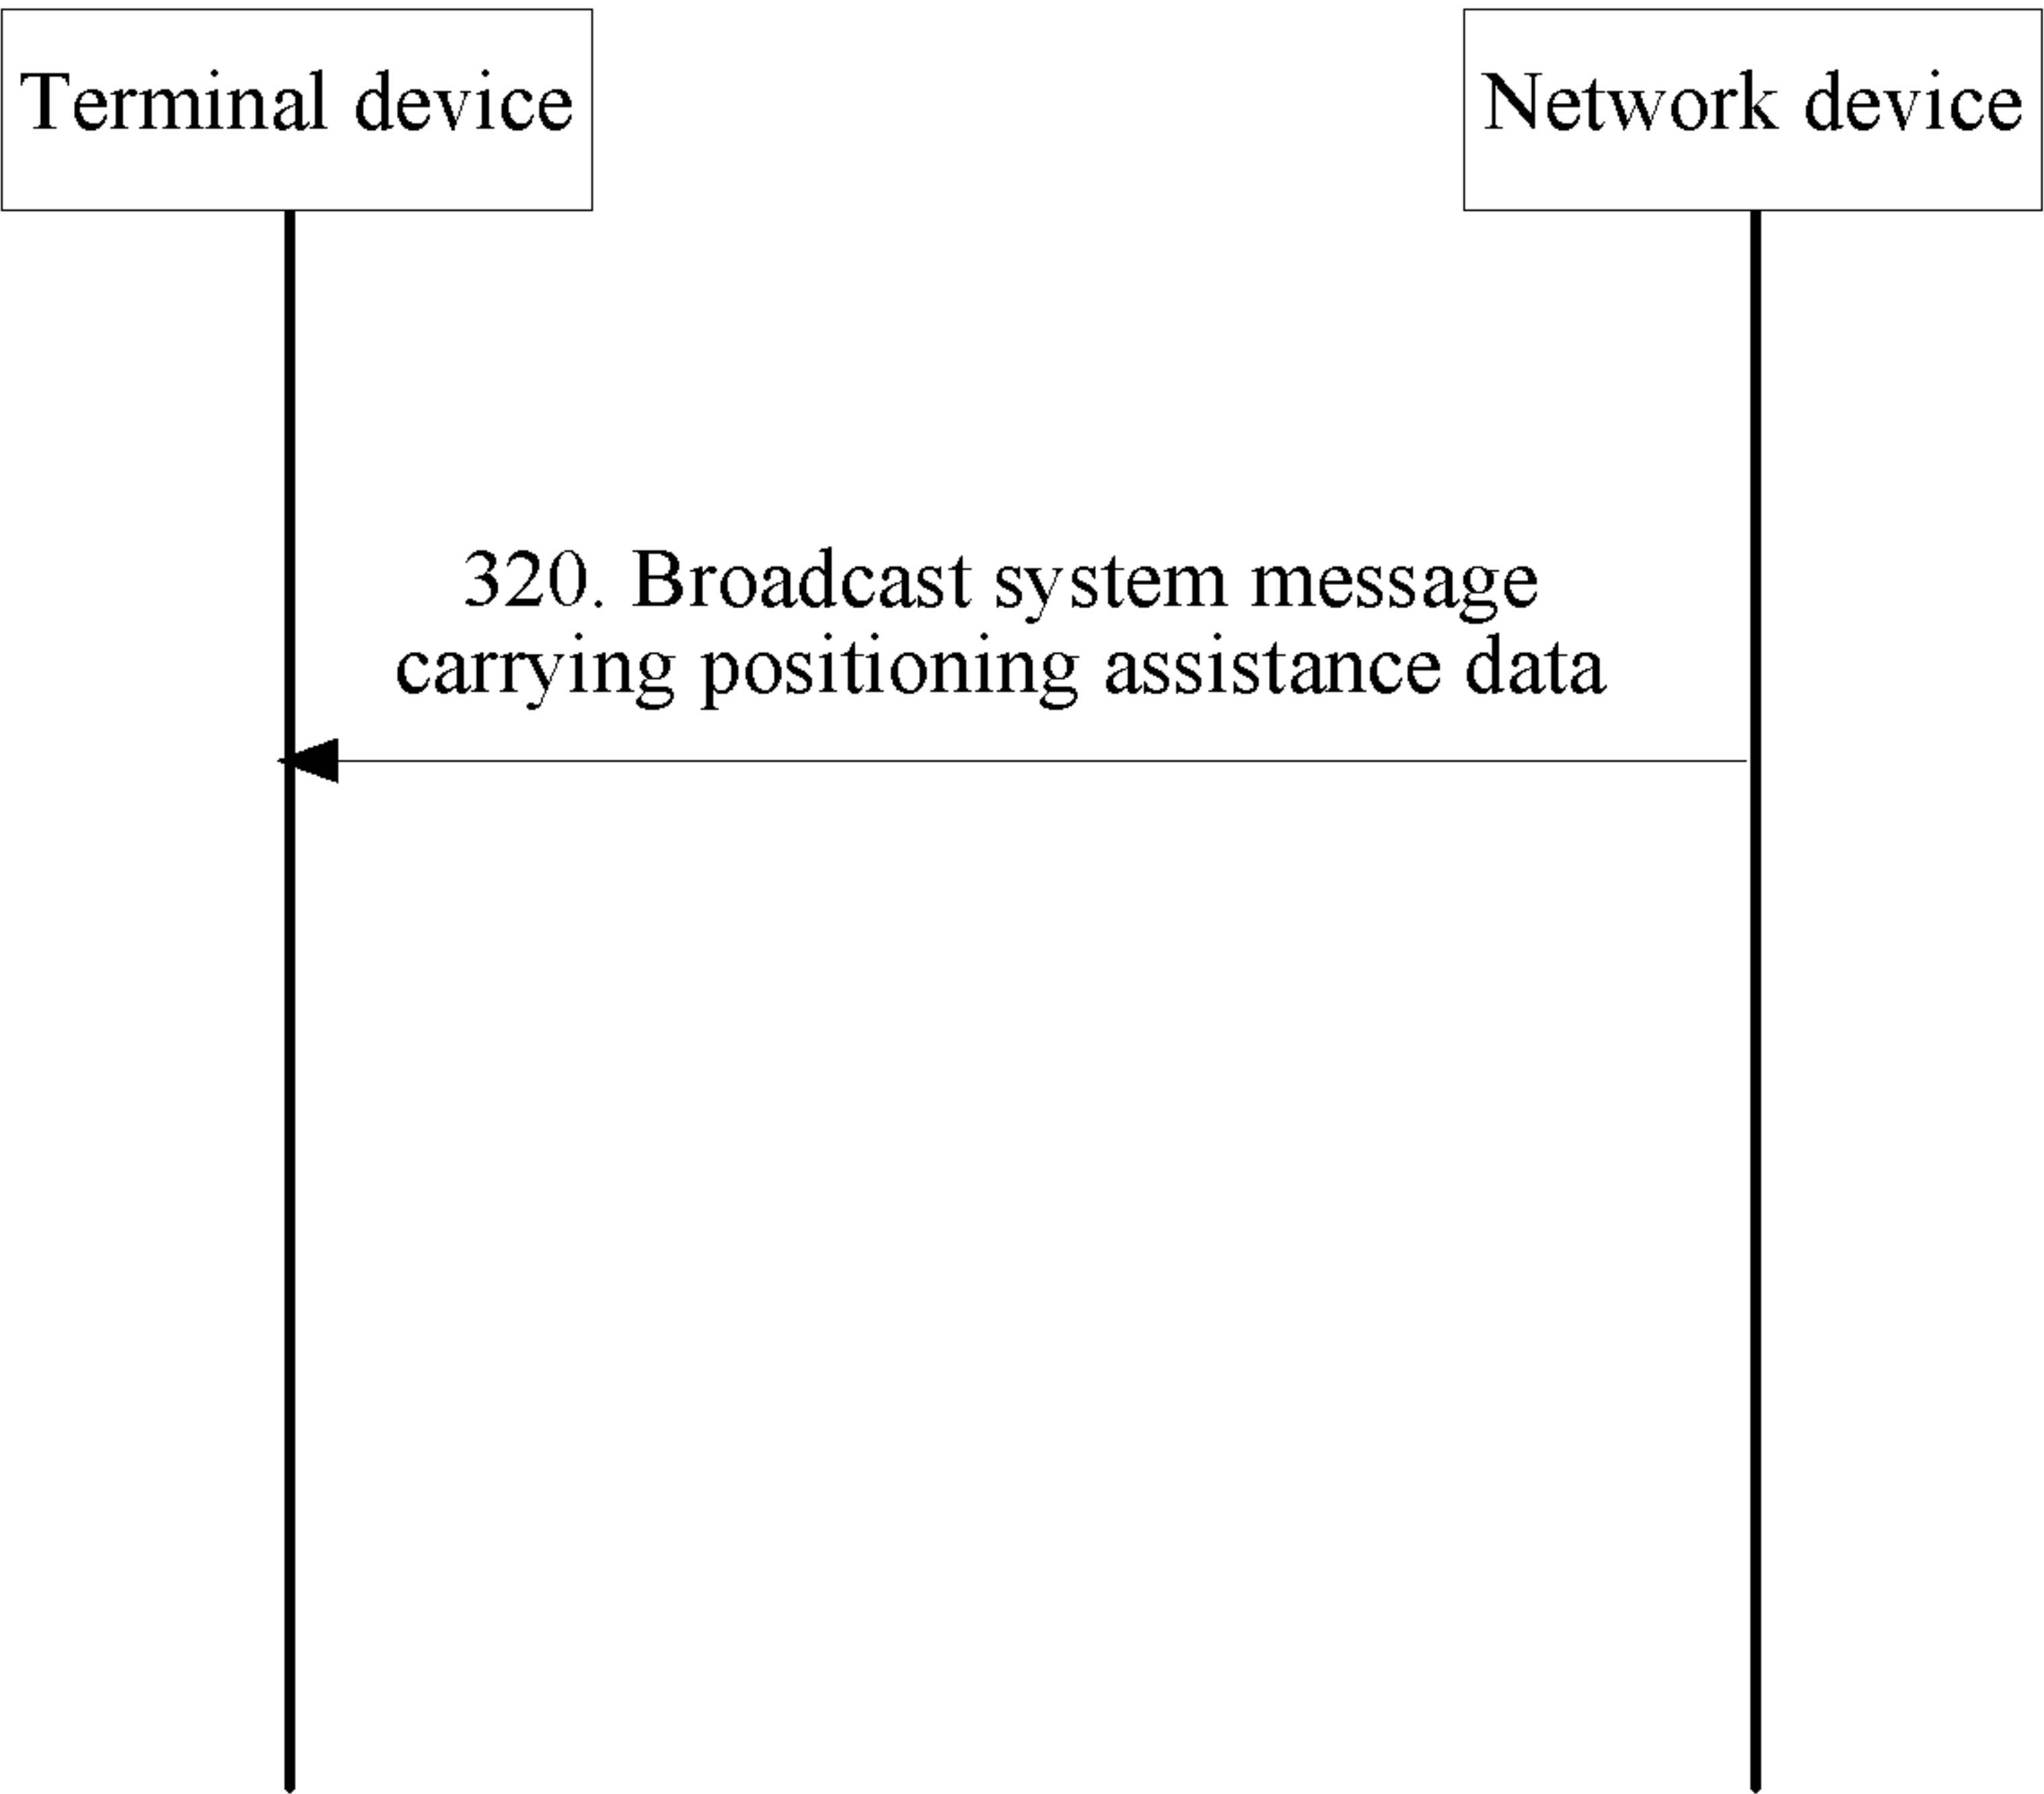 Terminal device
Network device
320. Broadcast system message
carrying positioning assistance data